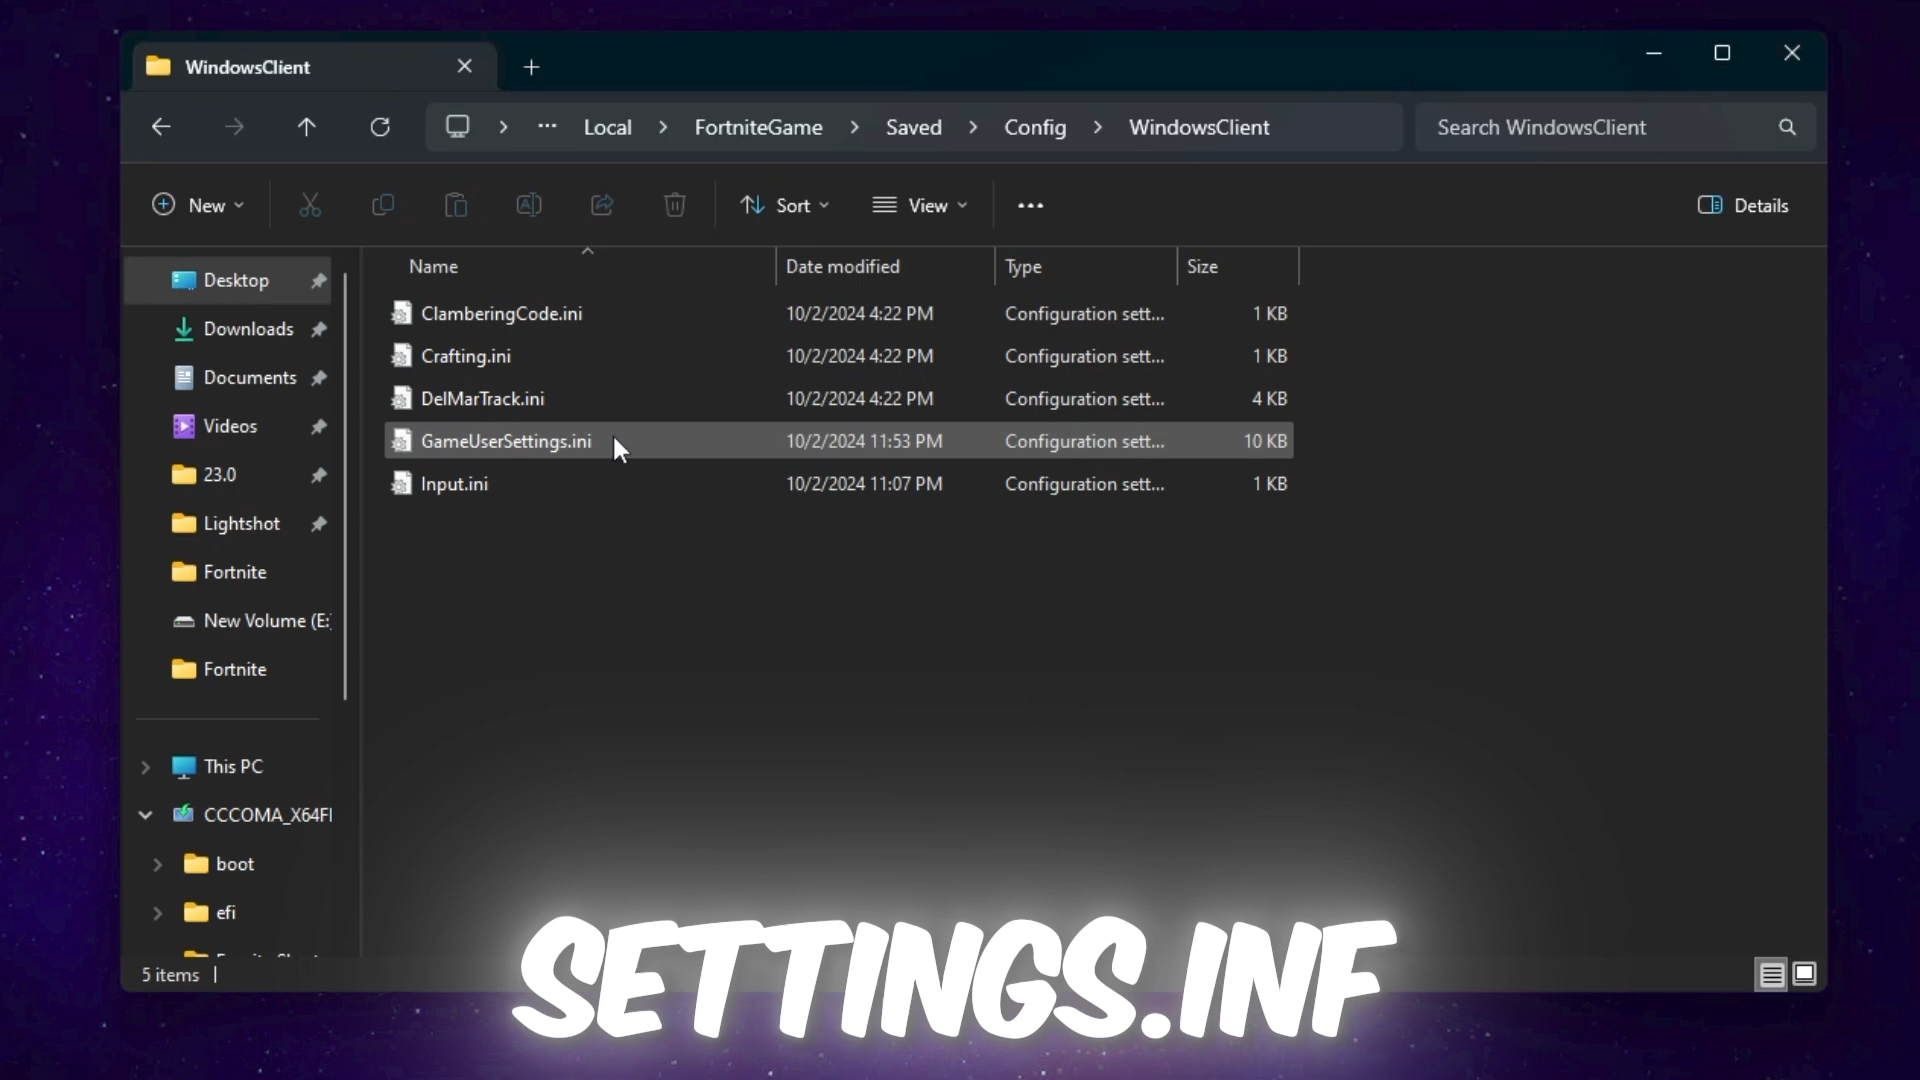 WindowsClient
Local
FortniteGame
Saved
Config
WindowsClient
Search WindowsClient
New
Sort
View
Details
Name
Date modified
Type
Size
ClamberingCode.ini 10/2/2024 4:22 PM Configuration sett... 1 KB
Crafting.ini 10/2/2024 4:22 PM Configuration sett... 1 KB
DelMarTrack.ini 10/2/2024 4:22 PM Configuration sett... 4 KB
GameUserSettings.ini 10/2/2024 11:53 PM Configuration sett... 10 KB
Input.ini 10/2/2024 11:07 PM Configuration sett... 1 KB
Desktop
Downloads
Documents
Videos
23.0
Lightshot
Fortnite
New Volume (E:
Fortnite
This PC
boot
efi
5 items
SETTINGS.INF